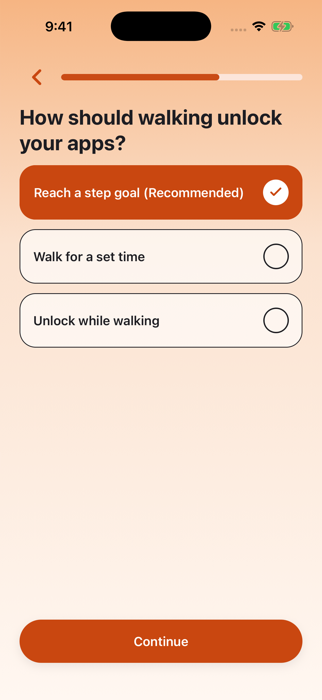 9:41
How should walking unlock
your apps?
Reach a step goal (Recommended)
Walk for a set time
Unlock while walking
Continue